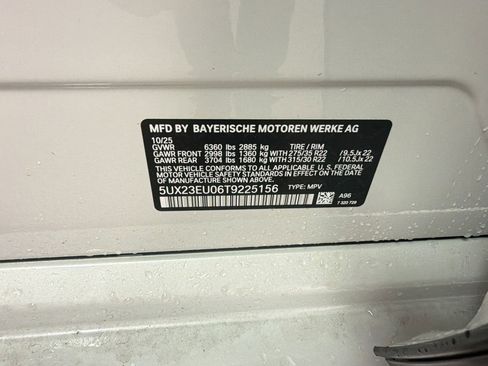 MFD BY BAYERISCHE MOTOREN WERKE AG
10/25
GVWR 6360 lbs 2885 kg TIRE / RIM
GAWR FRONT 2998 lbs 1360 kg WITH 275/35 R22 / 9.5Jx 22
GAWR REAR 3704 lbs 1680 kg WITH 315/30 R22 / 10.5Jx 22
THIS VEHICLE CONFORMS TO ALL APPLICABLE U. S. FEDERAL
MOTOR VEHICLE SAFETY STANDARDS IN EFFECT ON THE
DATE OF MANUFACTURE SHOWN ABOVE.
5UX23EU06T9225156 TYPE: MPV A96
7 320 729